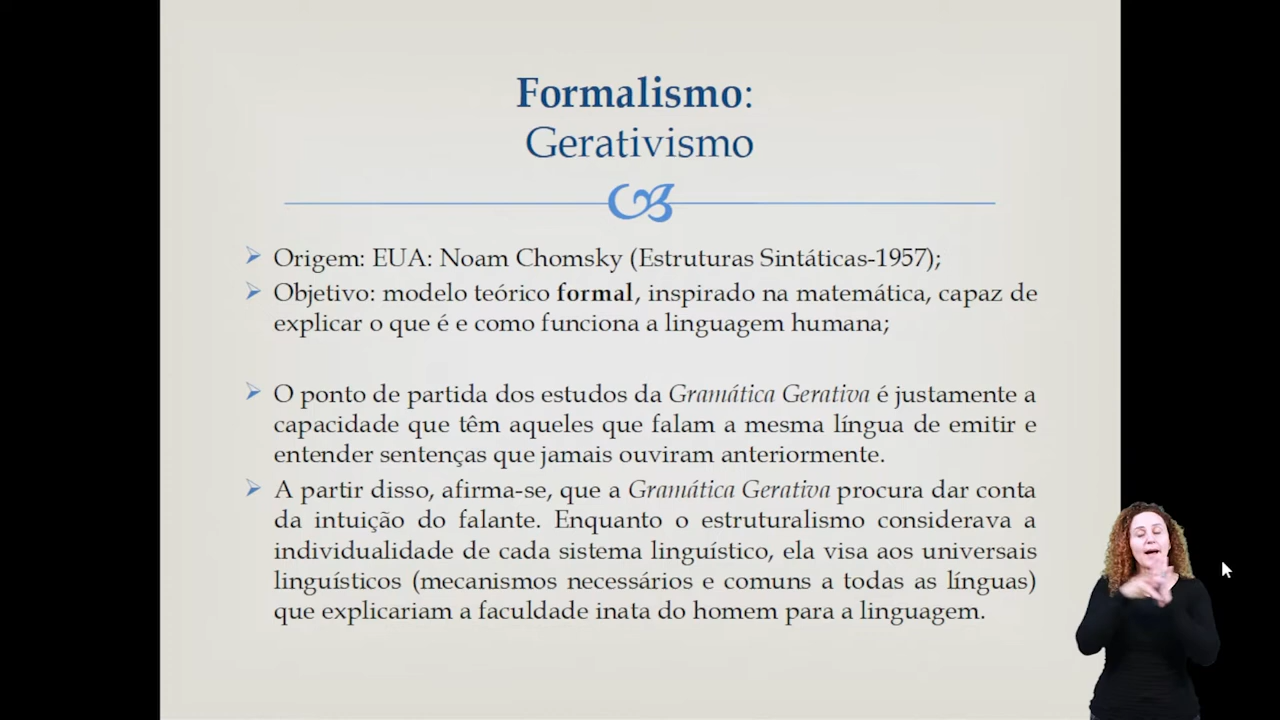 Formalismo:
Gerativismo
Origem: EUA: Noam Chomsky (Estruturas Sintáticas-1957);
Objetivo: modelo teórico formal, inspirado na matemática, capaz de
explicar o que é e como funciona a linguagem humana;
O ponto de partida dos estudos da Gramática Gerativa é justamente a
capacidade que têm aqueles que falam a mesma língua de emitir e
entender sentenças que jamais ouviram anteriormente.
A partir disso, afirma-se, que a Gramática Gerativa procura dar conta
da intuição do falante. Enquanto o estruturalismo considerava a
individualidade de cada sistema linguístico, ela visa aos universais
linguísticos (mecanismos necessários e comuns a todas as línguas)
que explicariam a faculdade inata do homem para a linguagem.